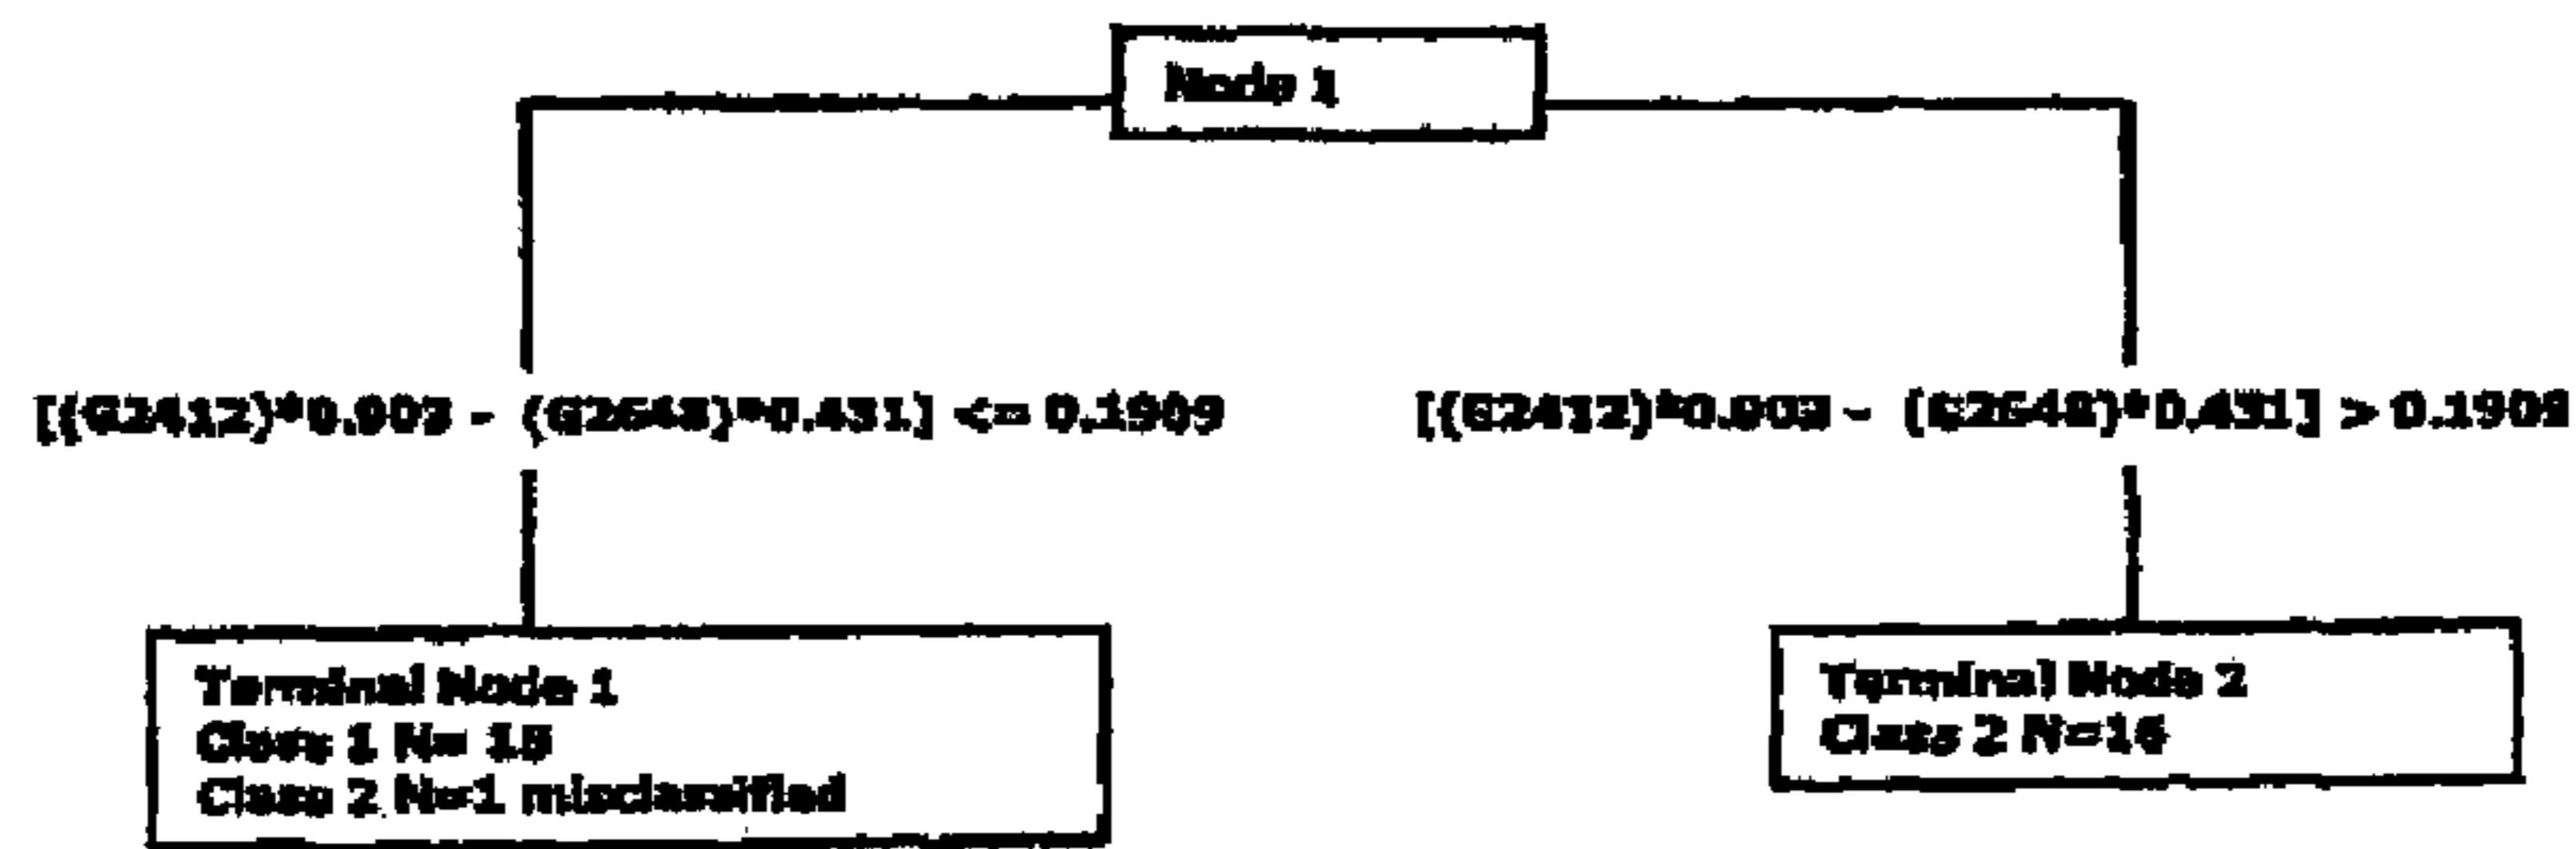 Node 1
[(G2412)*0.903 - (G2648)*0.431] <= 0.1909
[(G2412)*0.903 - (G2648)*0.431] > 0.1909
Terminal Node 1
Class 1 N= 15
Class 2 N=1 misclassified
Terminal Node 2
Class 2 N=16